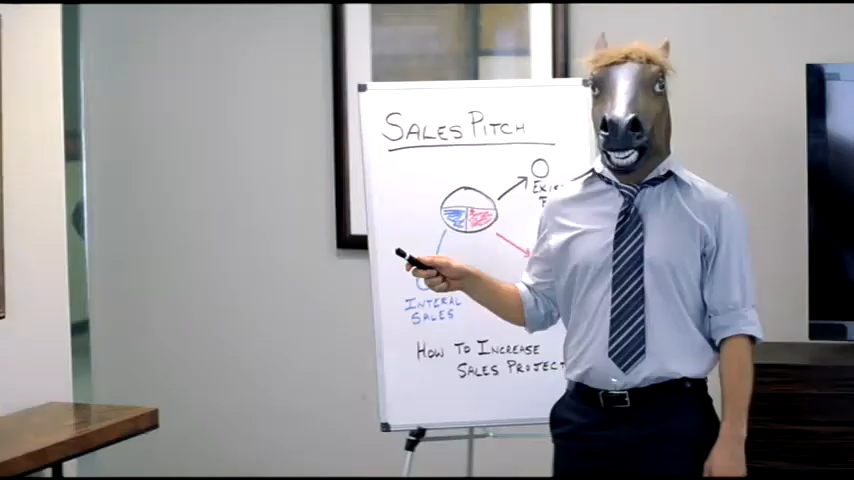 SALES PITCH
INTERAL
SALES
HOW TO INCREASE
SALES PROJECT